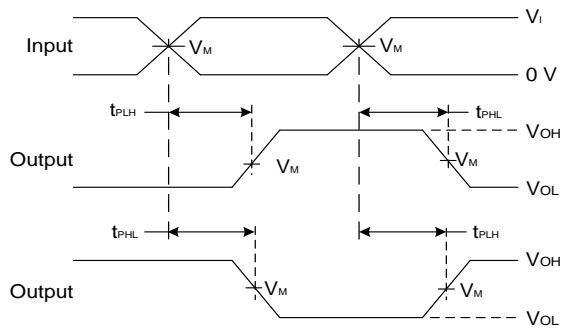 VI
Input VM VM
0 V
tPLH tPHL
VOH
Output VM VM
VOL
tPHL tPLH
VOH
Output VM VM
VOL